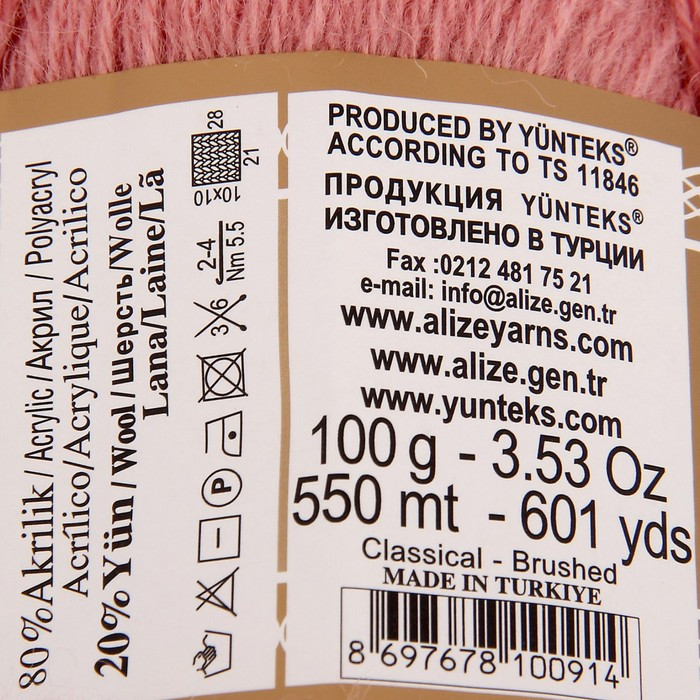 80% Akrilik / Acrylic / Акрил / Polyacryl
Acrílico/Acrylique/Acrilico
20% Yün / Wool / Шерсть/Wolle
Lana/Laine/Lã
28
21
10x10
2-4
Nm 5.5
3 6
P
PRODUCED BY YÜNTEKS®
ACCORDING TO TS 11846
ПРОДУКЦИЯ YÜNTEKS®
ИЗГОТОВЛЕНО В ТУРЦИИ
Fax :0212 481 75 21
e-mail: info@alize.gen.tr
www.alizeyarns.com
www.alize.gen.tr
www.yunteks.com
100 g - 3.53 Oz
550 mt - 601 yds
Classical - Brushed
MADE IN TURKIYE
8 697678 100914